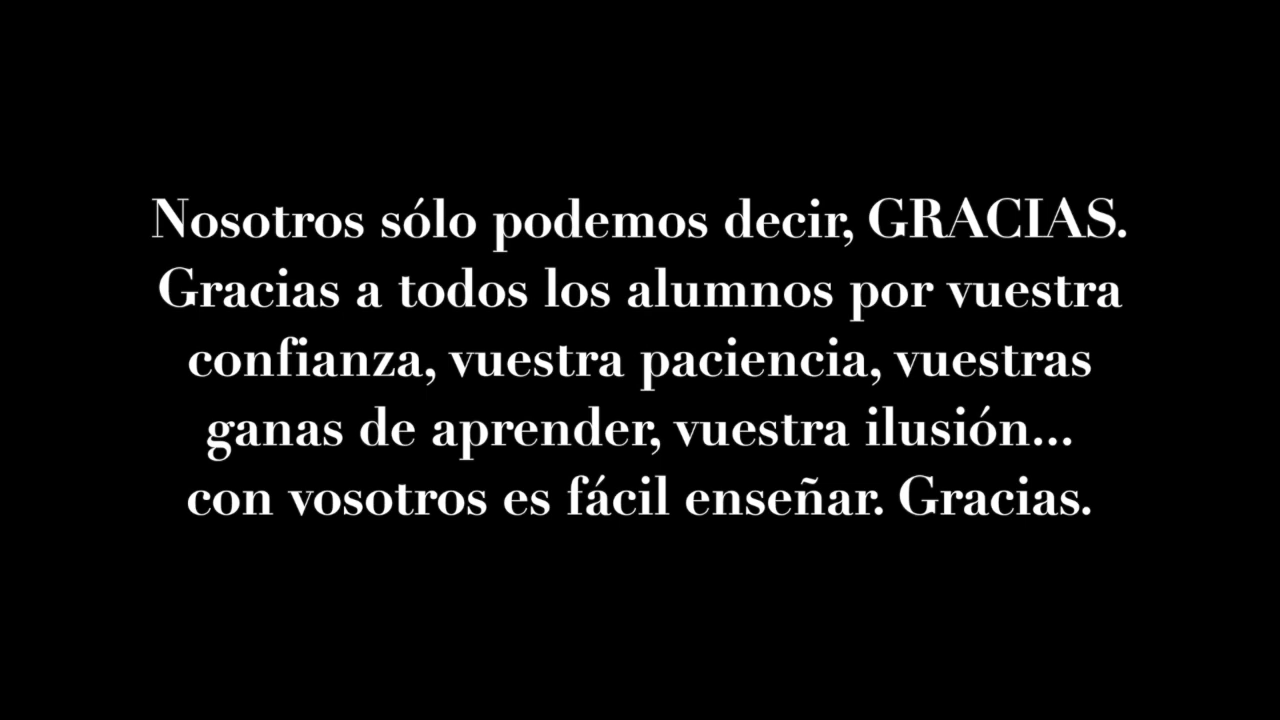 Nosotros sólo podemos decir, GRACIAS.
Gracias a todos los alumnos por vuestra
confianza, vuestra paciencia, vuestras
ganas de aprender, vuestra ilusión...
con vosotros es fácil enseñar. Gracias.